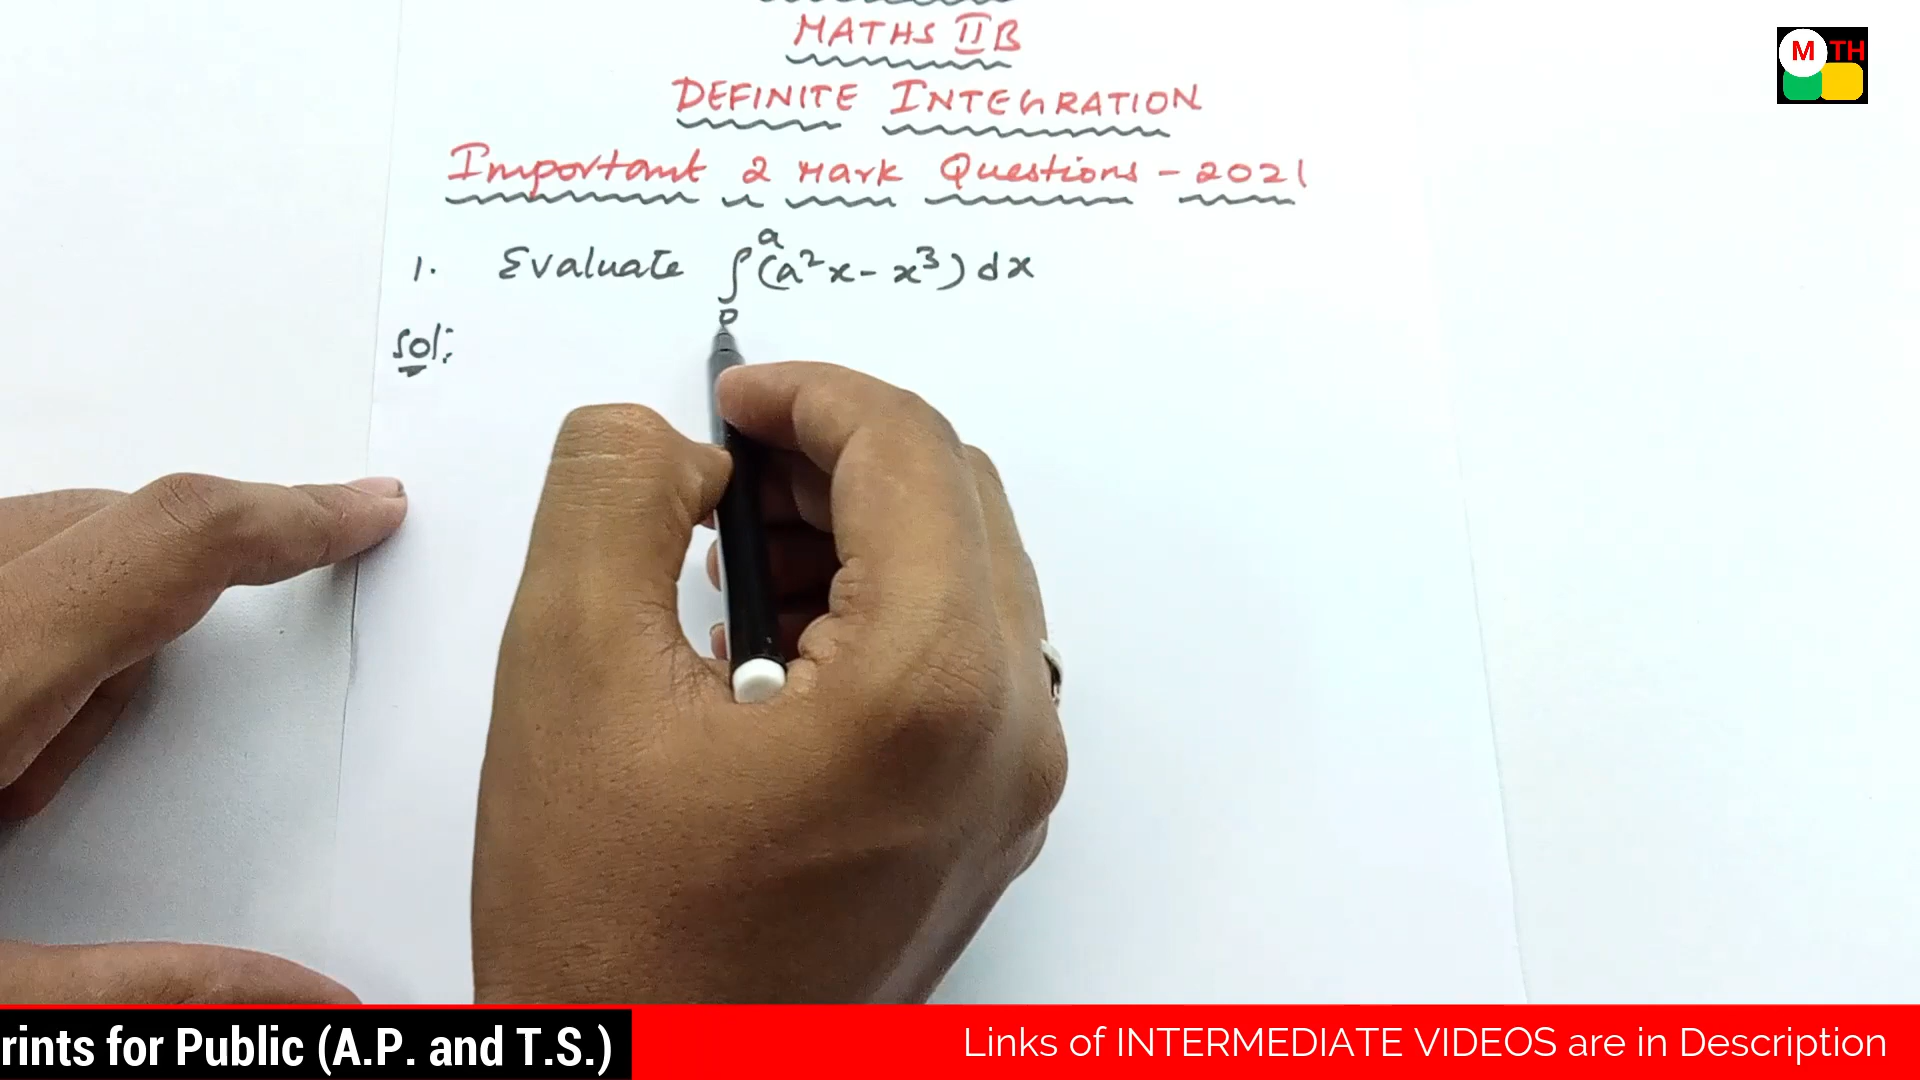 MATHS IIB
DEFINITE INTEGRATION
Important 2 Mark Questions - 2021
1. Evaluate ∫₀ᵃ (a²x - x³) dx
Sol:
M TH
rints for Public (A.P. and T.S.)
Links of INTERMEDIATE VIDEOS are in Description